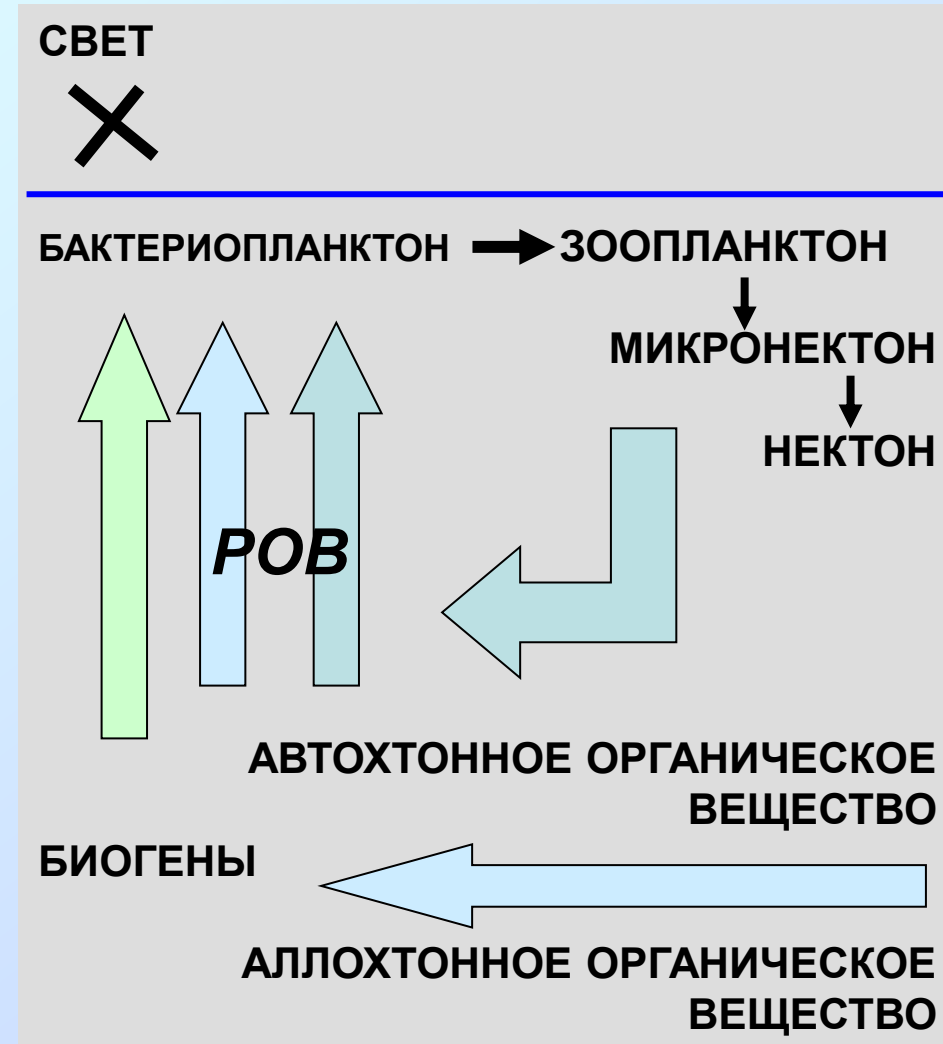 СВЕТ
БАКТЕРИОПЛАНКТОН ЗООПЛАНКТОН
МИКРОНЕКТОН
НЕКТОН
РОВ
АВТОХТОННОЕ ОРГАНИЧЕСКОЕ
ВЕЩЕСТВО
БИОГЕНЫ
АЛЛОХТОННОЕ ОРГАНИЧЕСКОЕ
ВЕЩЕСТВО